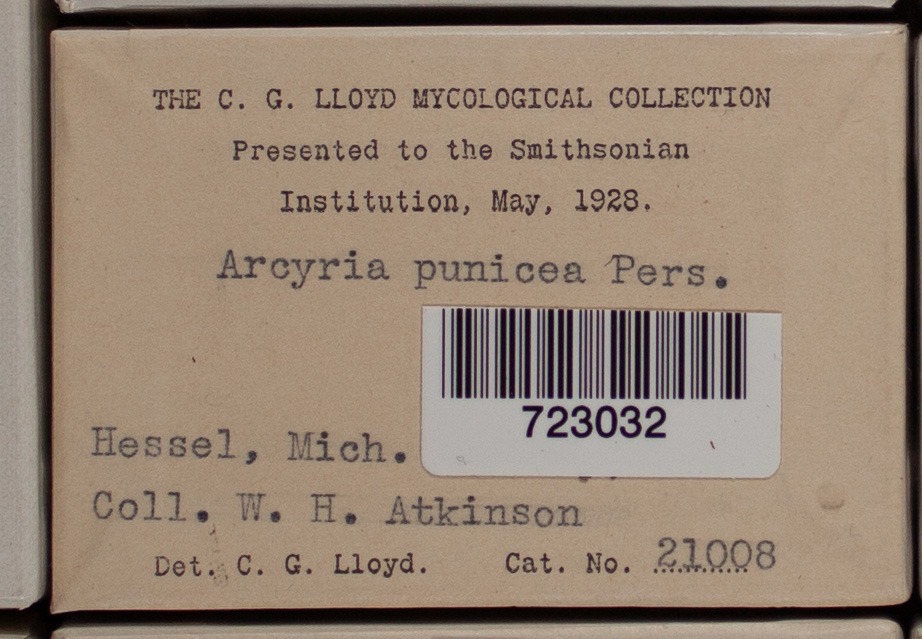 THE C. G. LLOYD MYCOLOGICAL COLLECTION
Presented to the Smithsonian
Institution, May, 1928.
Arcyria punicea Pers.
723032
Hessel, Mich.
Coll. W. H. Atkinson
Det. C. G. Lloyd. Cat. No. 21008